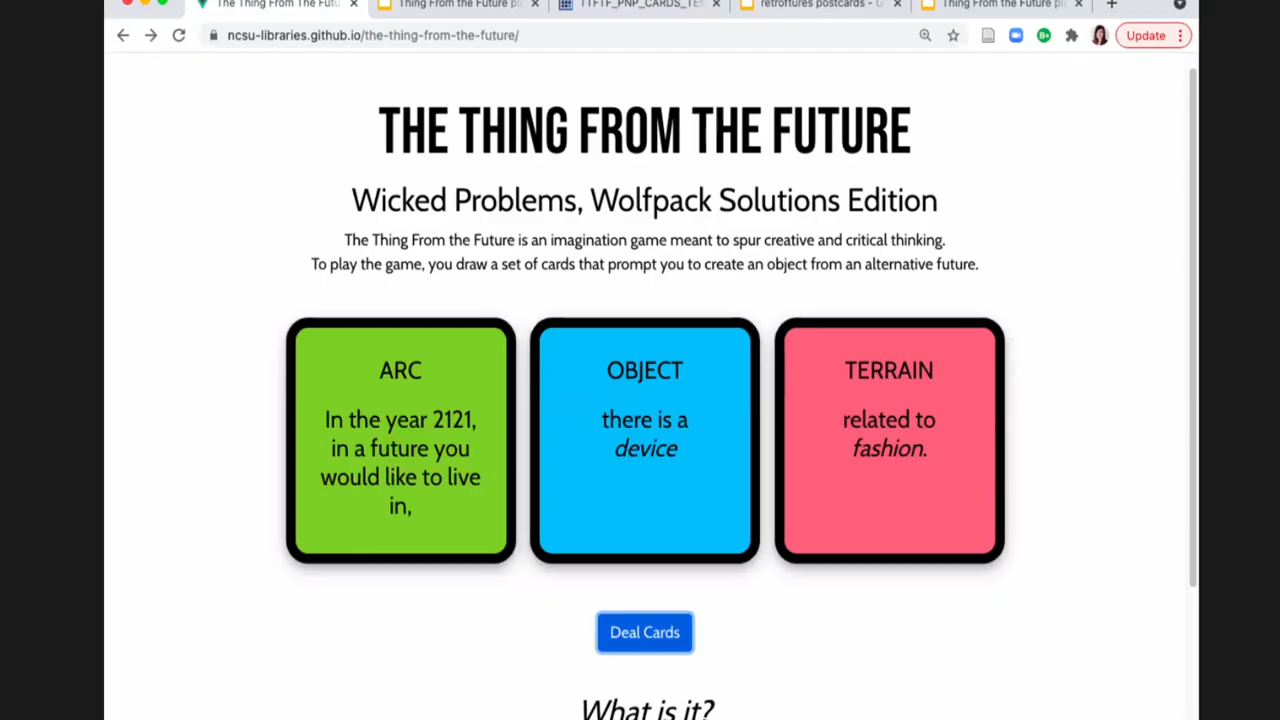 The Thing From The Futu
Thing From the Future p
TTFTF_PNP_CARDS_TEM
retroftures postcards - G
Thing From the Future p
ncsu-libraries.github.io/the-thing-from-the-future/
Update
THE THING FROM THE FUTURE
Wicked Problems, Wolfpack Solutions Edition
The Thing From the Future is an imagination game meant to spur creative and critical thinking.
To play the game, you draw a set of cards that prompt you to create an object from an alternative future.
ARC
In the year 2121,
in a future you
would like to live
in,
OBJECT
there is a
device
TERRAIN
related to
fashion.
Deal Cards
What is it?